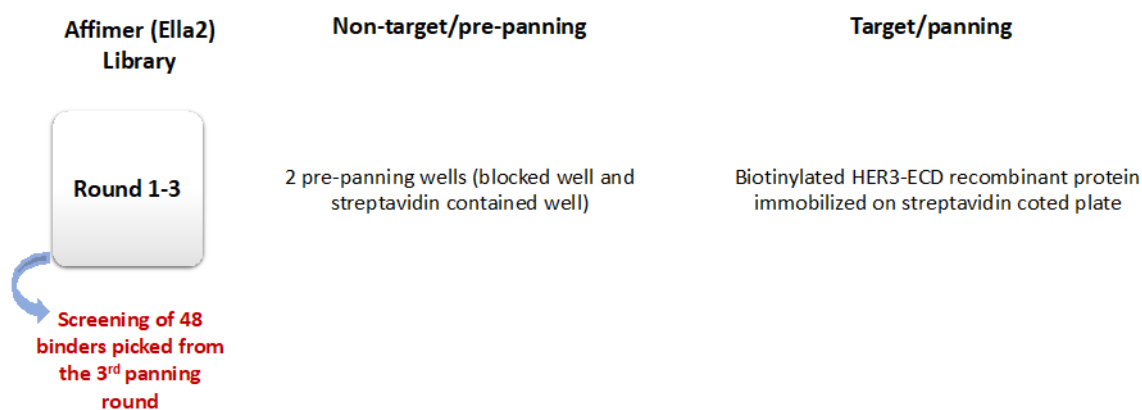 Affimer (Ella2)
Library
Non-target/pre-panning
Target/panning
Round 1-3
2 pre-panning wells (blocked well and
streptavidin contained well)
Biotinylated HER3-ECD recombinant protein
immobilized on streptavidin coted plate
Screening of 48
binders picked from
the 3rd panning
round